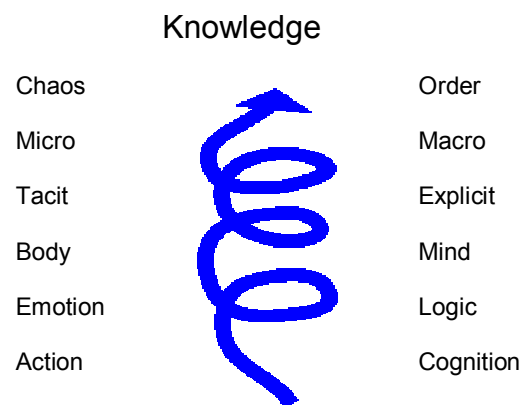 Knowledge
Chaos Order
Micro Macro
Tacit Explicit
Body Mind
Emotion Logic
Action Cognition